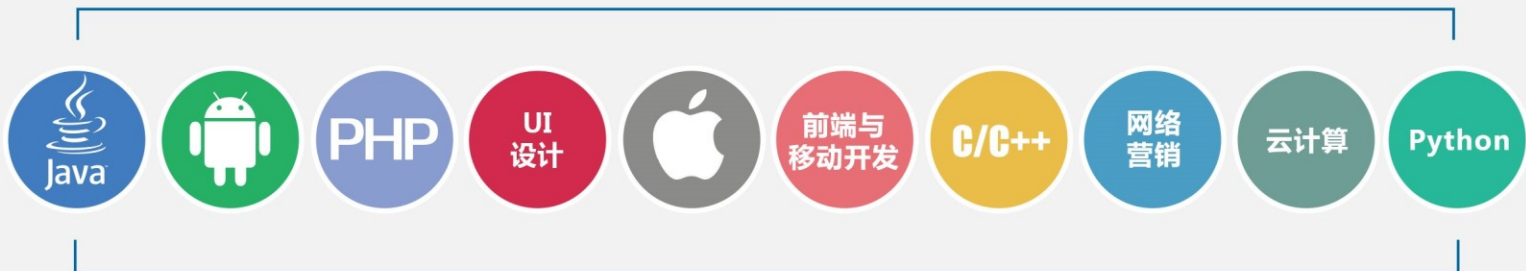 Java
PHP
UI
设计
前端与
移动开发
C/C++
网络
营销
云计算
Python